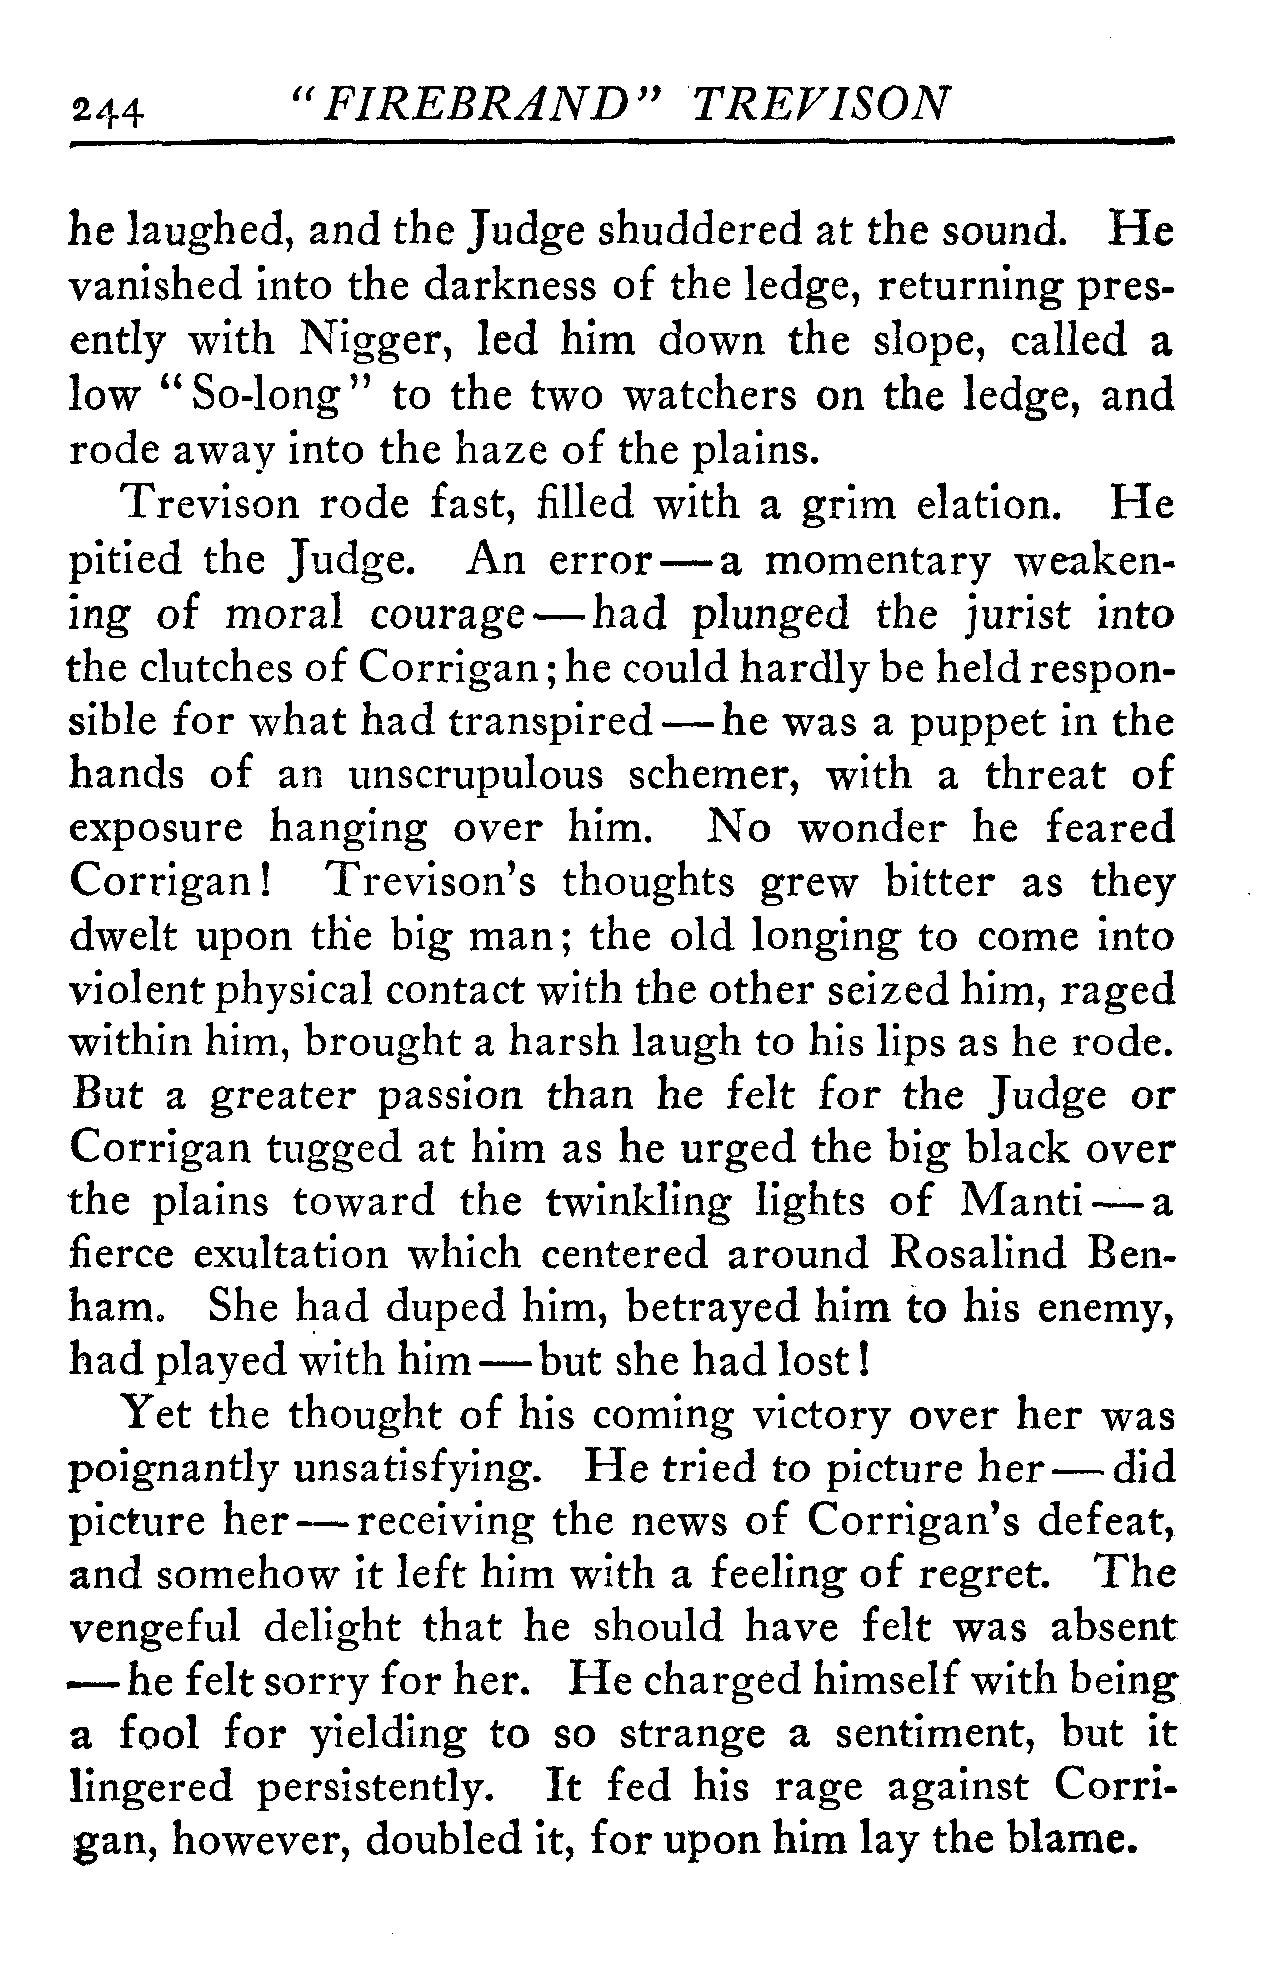 244 "FIREBRAND" TREVISON
he laughed, and the Judge shuddered at the sound. He
vanished into the darkness of the ledge, returning pres-
ently with Nigger, led him down the slope, called a
low "So-long" to the two watchers on the ledge, and
rode away into the haze of the plains.
Trevison rode fast, filled with a grim elation. He
pitied the Judge. An error—a momentary weaken-
ing of moral courage—had plunged the jurist into
the clutches of Corrigan; he could hardly be held respon-
sible for what had transpired—he was a puppet in the
hands of an unscrupulous schemer, with a threat of
exposure hanging over him. No wonder he feared
Corrigan! Trevison's thoughts grew bitter as they
dwelt upon the big man; the old longing to come into
violent physical contact with the other seized him, raged
within him, brought a harsh laugh to his lips as he rode.
But a greater passion than he felt for the Judge or
Corrigan tugged at him as he urged the big black over
the plains toward the twinkling lights of Manti—a
fierce exultation which centered around Rosalind Ben-
ham. She had duped him, betrayed him to his enemy,
had played with him—but she had lost!
Yet the thought of his coming victory over her was
poignantly unsatisfying. He tried to picture her—did
picture her—receiving the news of Corrigan's defeat,
and somehow it left him with a feeling of regret. The
vengeful delight that he should have felt was absent
—he felt sorry for her. He charged himself with being
a fool for yielding to so strange a sentiment, but it
lingered persistently. It fed his rage against Corri-
gan, however, doubled it, for upon him lay the blame.